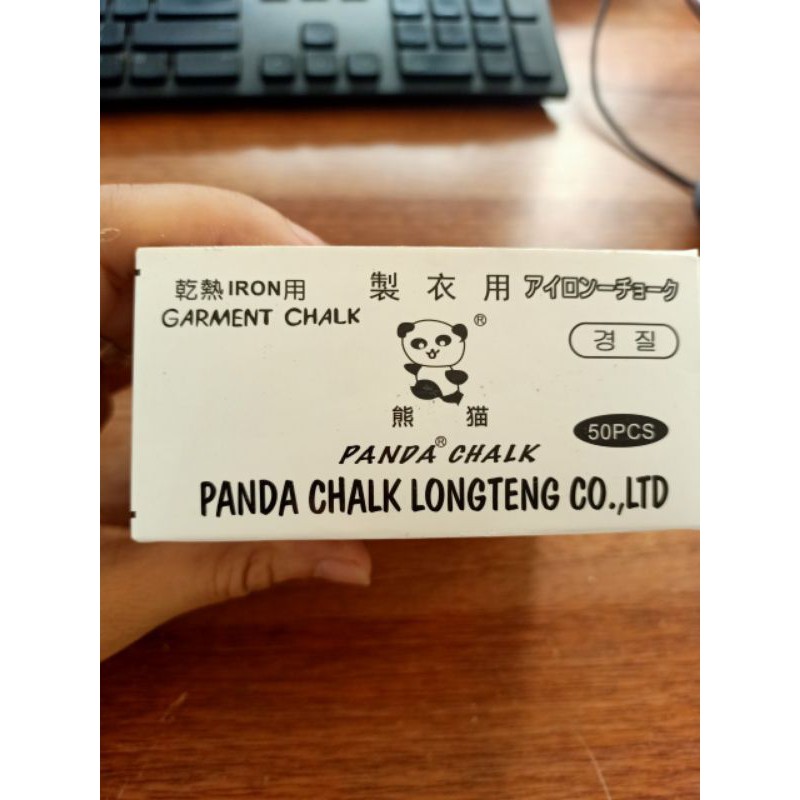 乾熱IRON用 製衣用 アイロンーチョーク
GARMENT CHALK
®
경질
熊猫
50PCS
PANDA® CHALK
PANDA CHALK LONGTENG CO.,LTD